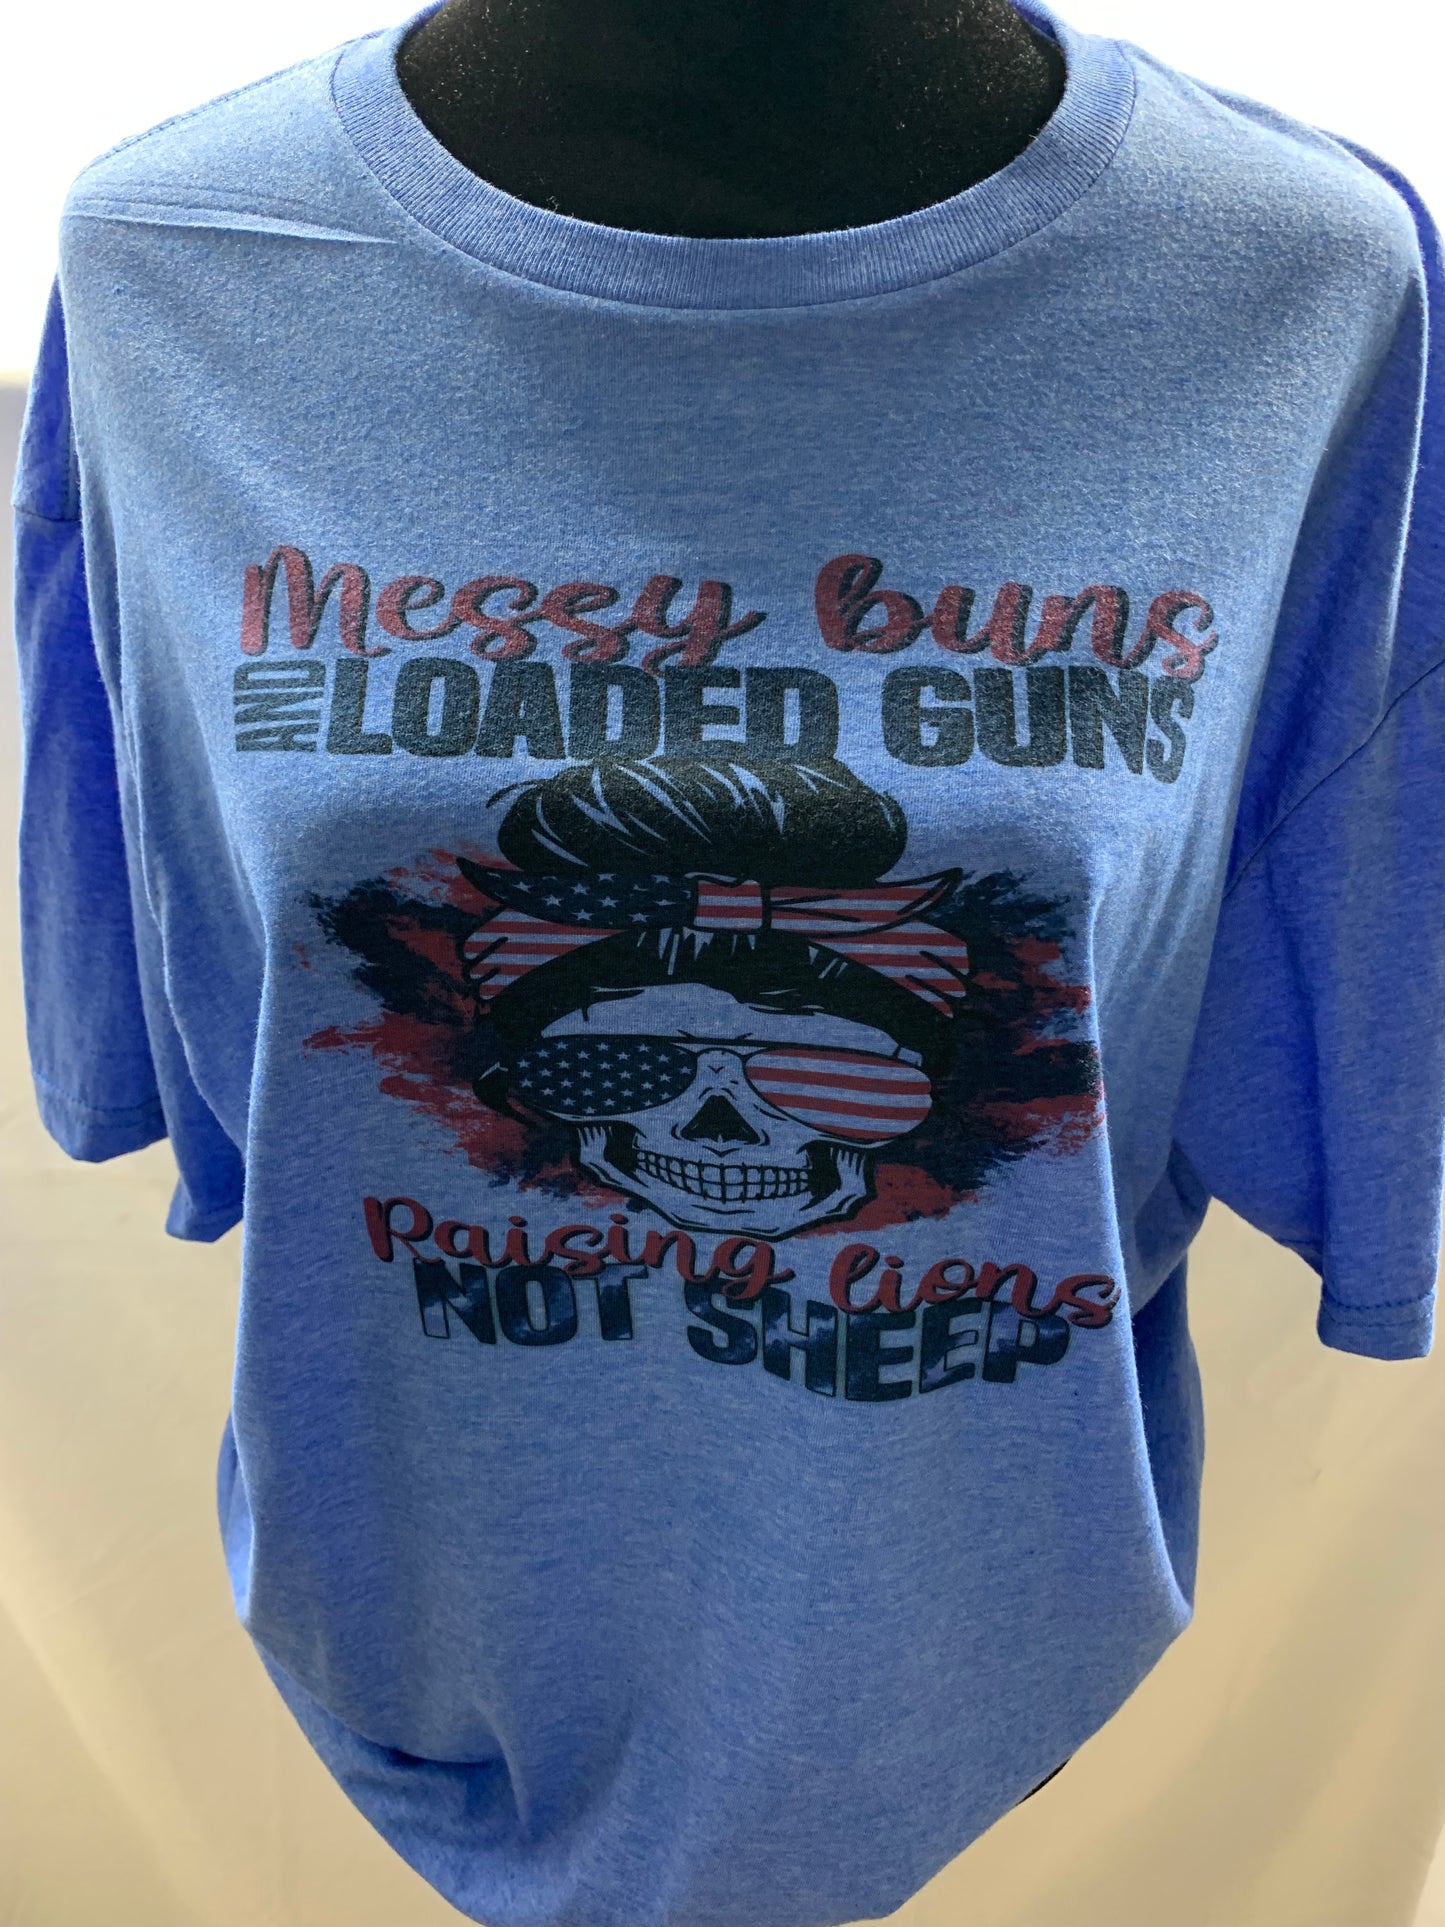 Messy buns
AND LOADED GUNS
Raising lions
NOT SHEEP